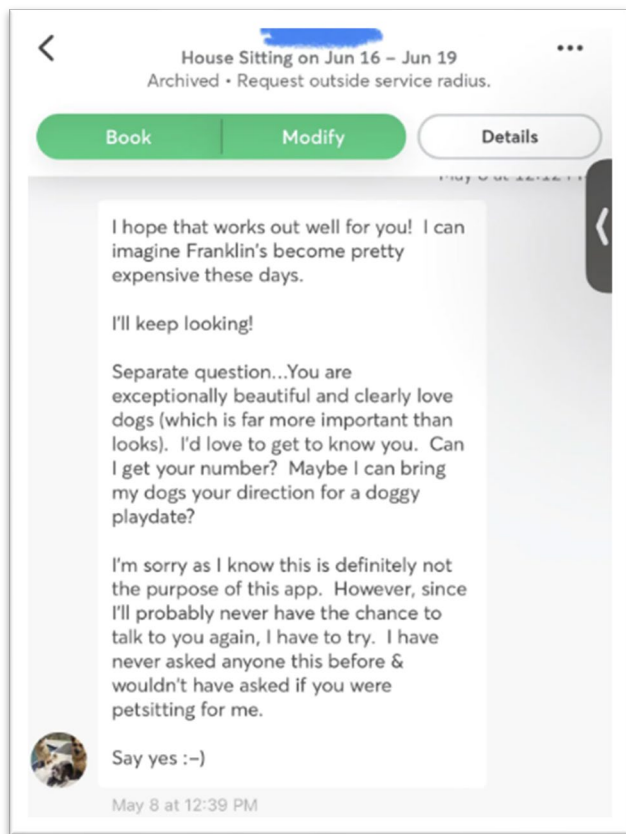 House Sitting on Jun 16 – Jun 19
Archived • Request outside service radius.
Book
Modify
Details
I hope that works out well for you!  I can
imagine Franklin's become pretty
expensive these days.
I'll keep looking!
Separate question...You are
exceptionally beautiful and clearly love
dogs (which is far more important than
looks).  I'd love to get to know you.  Can
I get your number?  Maybe I can bring
my dogs your direction for a doggy
playdate?
I'm sorry as I know this is definitely not
the purpose of this app.  However, since
I'll probably never have the chance to
talk to you again, I have to try.  I have
never asked anyone this before &
wouldn't have asked if you were
petsitting for me.
Say yes :-)
May 8 at 12:39 PM